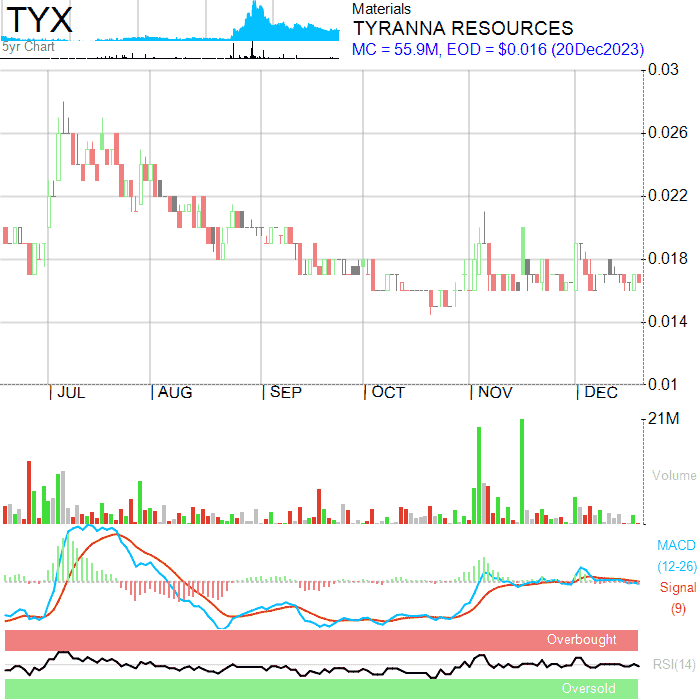 TYX
5yr Chart
Materials
TYRANNA RESOURCES
MC = 55.9M, EOD = $0.016 (20Dec2023)
0.03
0.026
0.022
0.018
0.014
0.01
JUL AUG SEP OCT NOV DEC
21M
Volume
MACD
(12-26)
Signal
(9)
Overbought
RSI(14)
Oversold